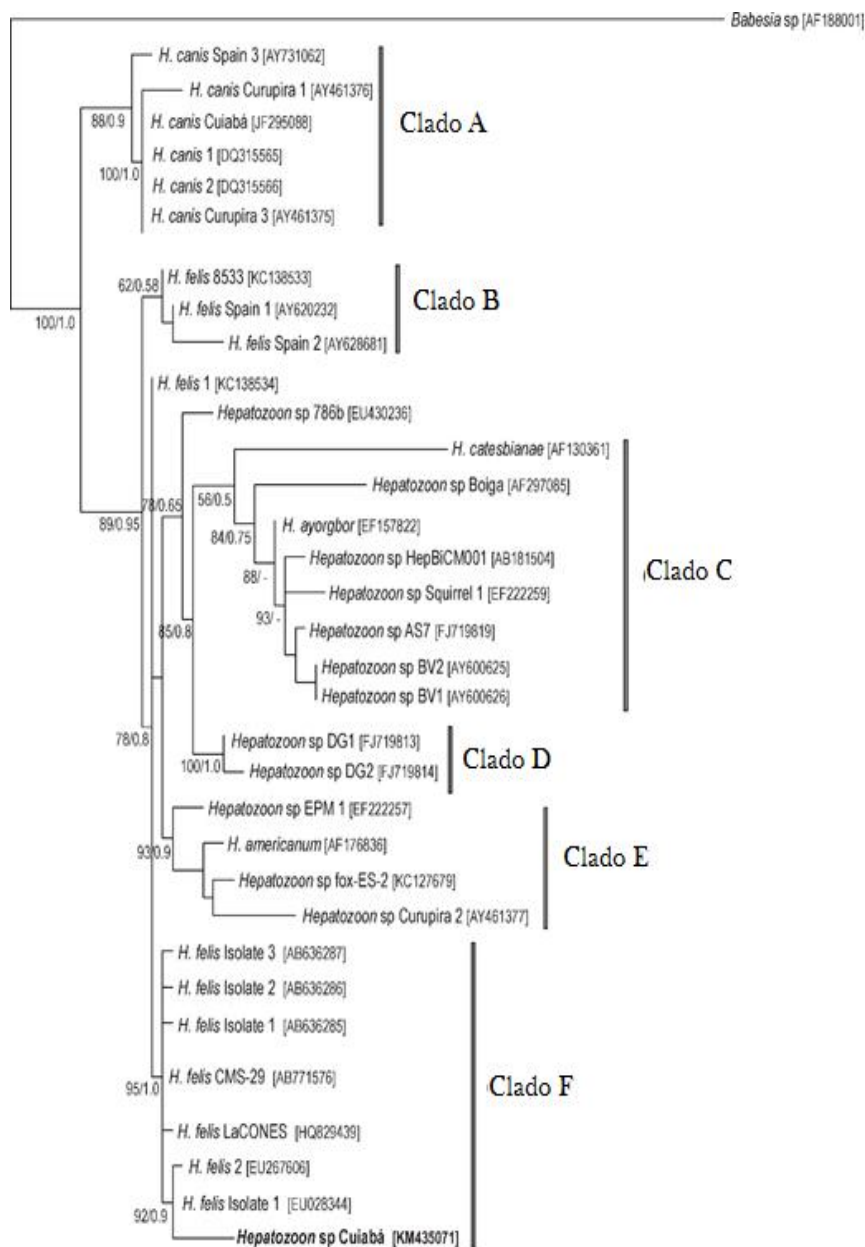 Babesia sp [AF188001]
H. canis Spain 3 [AY731062]
H. canis Curupira 1 [AY461376]
H. canis Cuiabá [JF295088]
88/0.9
Clado A
H. canis 1 [DQ315565]
100/1.0
H. canis 2 [DQ315566]
H. canis Curupira 3 [AY461375]
H. felis 8533 [KC138533]
62/0.58
H. felis Spain 1 [AY620232]
Clado B
100/1.0
H. felis Spain 2 [AY628681]
H. felis 1 [KC138534]
Hepatozoon sp 786b [EU430236]
H. catesbianae [AF130361]
Hepatozoon sp Boiga [AF297085]
56/0.5
78/0.65
89/0.95
H. ayorgbor [EF157822]
84/0.75
Hepatozoon sp HepBiCM001 [AB181504]
Clado C
88/ -
Hepatozoon sp Squirrel 1 [EF222259]
93/ -
Hepatozoon sp AS7 [FJ719819]
85/0.8
Hepatozoon sp BV2 [AY600625]
Hepatozoon sp BV1 [AY600626]
78/0.8
Hepatozoon sp DG1 [FJ719813]
Clado D
100/1.0
Hepatozoon sp DG2 [FJ719814]
Hepatozoon sp EPM 1 [EF222257]
H. americanum [AF176836]
93/0.9
Clado E
Hepatozoon sp fox-ES-2 [KC127679]
Hepatozoon sp Curupira 2 [AY461377]
H. felis Isolate 3 [AB636287]
H. felis Isolate 2 [AB636286]
H. felis Isolate 1 [AB636285]
H. felis CMS-29 [AB771576]
95/1.0
Clado F
H. felis LaCONES [HQ829439]
H. felis 2 [EU267606]
H. felis Isolate 1 [EU028344]
92/0.9
Hepatozoon sp Cuiabá [KM435071]